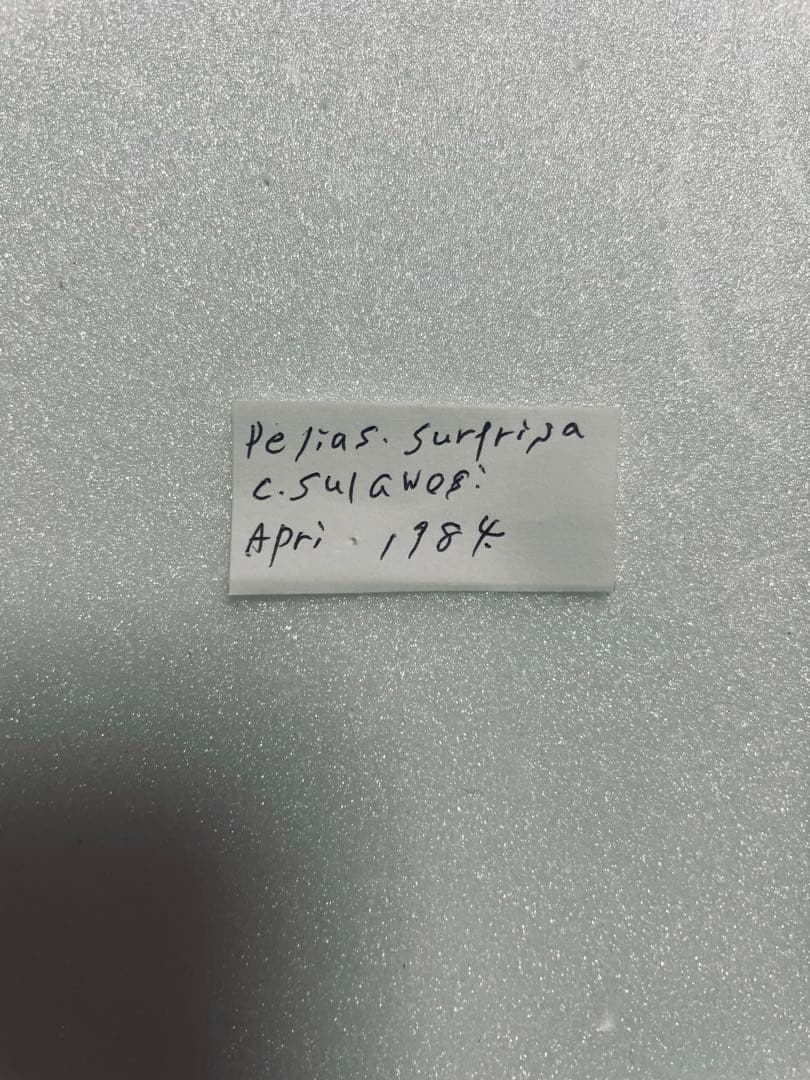 Pelias. surprisa
c. sulawesi
Apri . 1984